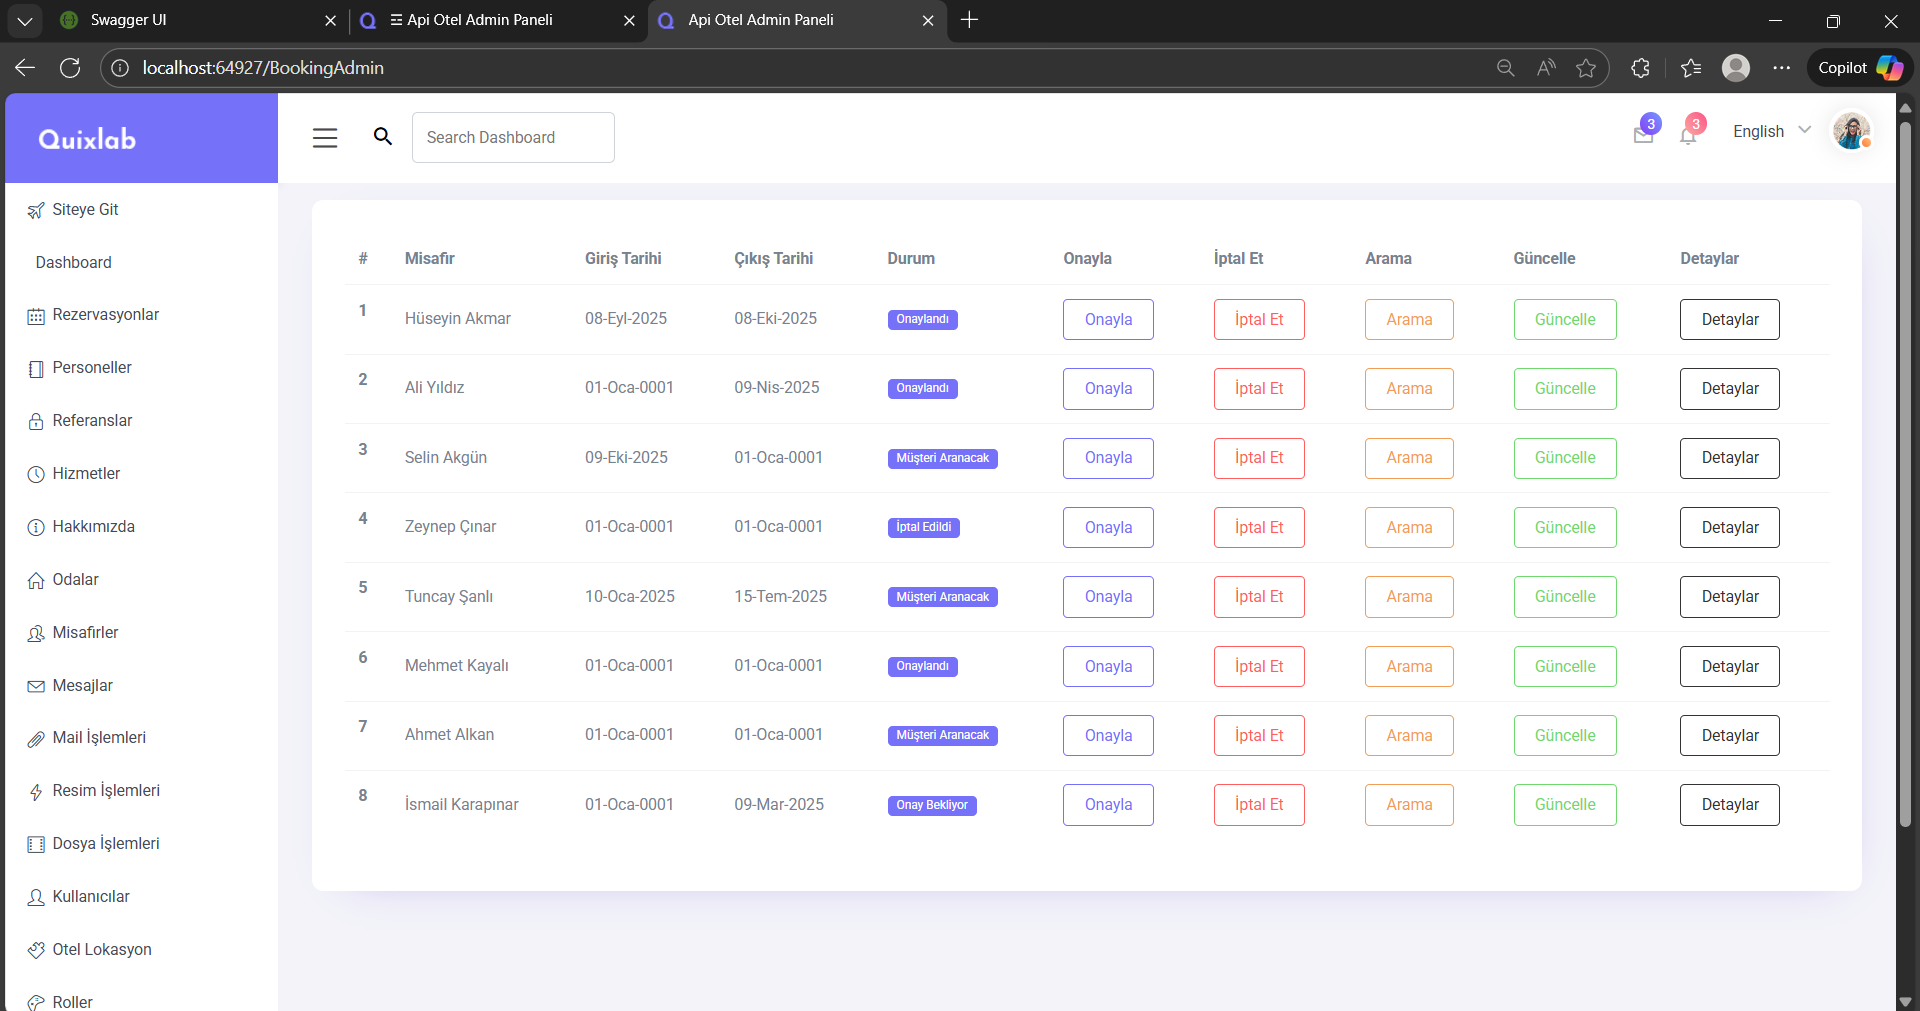 Swagger UI
Api Otel Admin Paneli
Api Otel Admin Paneli
localhost:64927/BookingAdmin
Copilot
Quixlab
Search Dashboard
3
3
English
Siteye Git
Dashboard
Rezervasyonlar
Personeller
Referanslar
Hizmetler
Hakkımızda
Odalar
Misafirler
Mesajlar
Mail İşlemleri
Resim İşlemleri
Dosya İşlemleri
Kullanıcılar
Otel Lokasyon
Roller
# Misafir Giriş Tarihi Çıkış Tarihi Durum Onayla İptal Et Arama Güncelle Detaylar
1 Hüseyin Akmar 08-Eyl-2025 08-Eki-2025 Onaylandı Onayla İptal Et Arama Güncelle Detaylar
2 Ali Yıldız 01-Oca-0001 09-Nis-2025 Onaylandı Onayla İptal Et Arama Güncelle Detaylar
3 Selin Akgün 09-Eki-2025 01-Oca-0001 Müşteri Aranacak Onayla İptal Et Arama Güncelle Detaylar
4 Zeynep Çınar 01-Oca-0001 01-Oca-0001 İptal Edildi Onayla İptal Et Arama Güncelle Detaylar
5 Tuncay Şanlı 10-Oca-2025 15-Tem-2025 Müşteri Aranacak Onayla İptal Et Arama Güncelle Detaylar
6 Mehmet Kayalı 01-Oca-0001 01-Oca-0001 Onaylandı Onayla İptal Et Arama Güncelle Detaylar
7 Ahmet Alkan 01-Oca-0001 01-Oca-0001 Müşteri Aranacak Onayla İptal Et Arama Güncelle Detaylar
8 İsmail Karapınar 01-Oca-0001 09-Mar-2025 Onay Bekliyor Onayla İptal Et Arama Güncelle Detaylar